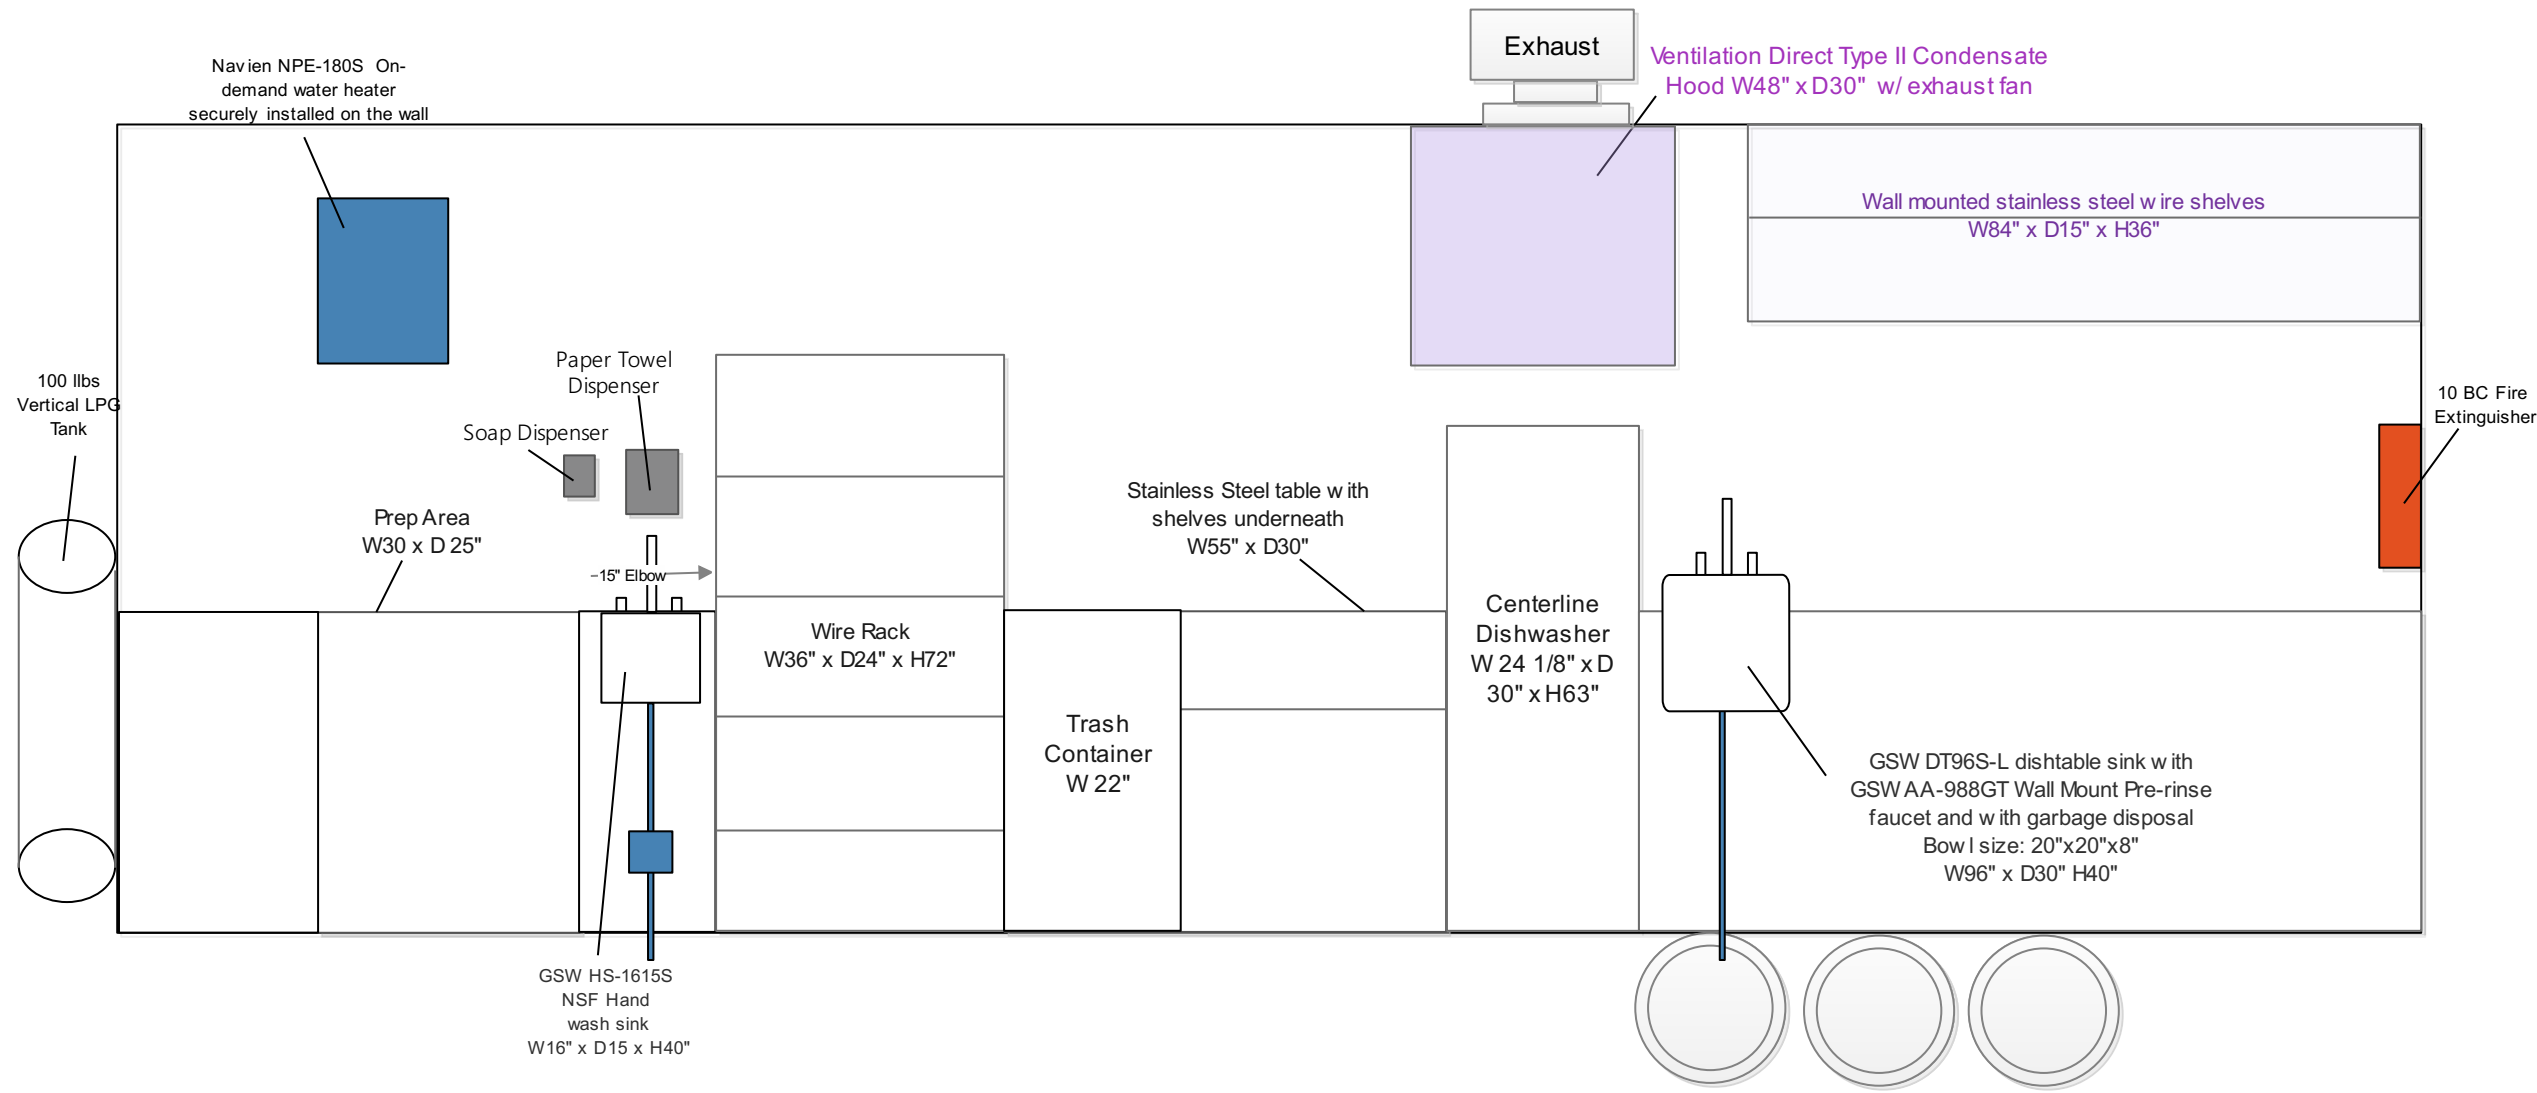 Exhaust
Ventilation Direct Type II Condensate
Hood W48" x D30" w/ exhaust fan
Navien NPE-180S On-
demand water heater
securely installed on the wall
Wall mounted stainless steel wire shelves
W84" x D15" x H36"
100 llbs
Vertical LPG
Tank
Paper Towel
Dispenser
Soap Dispenser
10 BC Fire
Extinguisher
Prep Area
W30 x D 25"
15" Elbow
Stainless Steel table with
shelves underneath
W55" x D30"
Wire Rack
W36" x D24" x H72"
Centerline
Dishwasher
W 24 1/8" x D
30" x H63"
Trash
Container
W 22"
GSW DT96S-L dishtable sink with
GSW AA-988GT Wall Mount Pre-rinse
faucet and with garbage disposal
Bowl size: 20"x20"x8"
W96" x D30" H40"
GSW HS-1615S
NSF Hand
wash sink
W16" x D15 x H40"